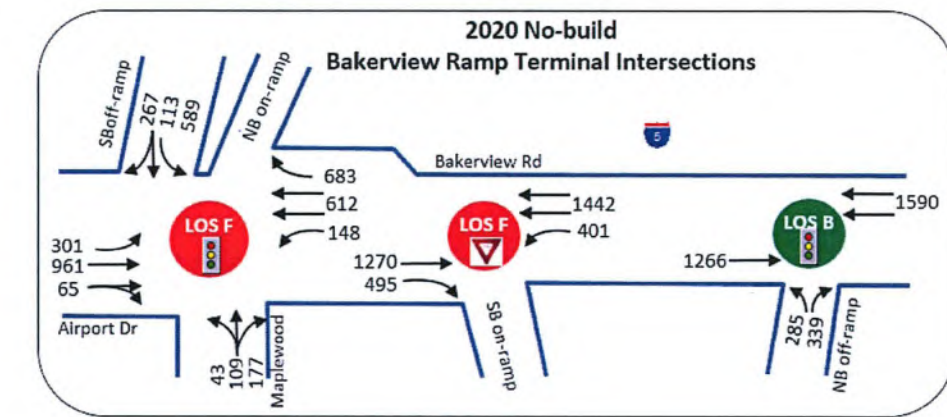 2020 No-build
Bakerview Ramp Terminal Intersections
SBoff-ramp
267
113
589
NB on-ramp
5
Bakerview Rd
683
612
148
LOS F
301
961
65
Airport Dr
43
109
177
Maplewood
1270
495
LOS F
1442
401
SB on-ramp
1266
LOS B
1590
285
339
NB off-ramp